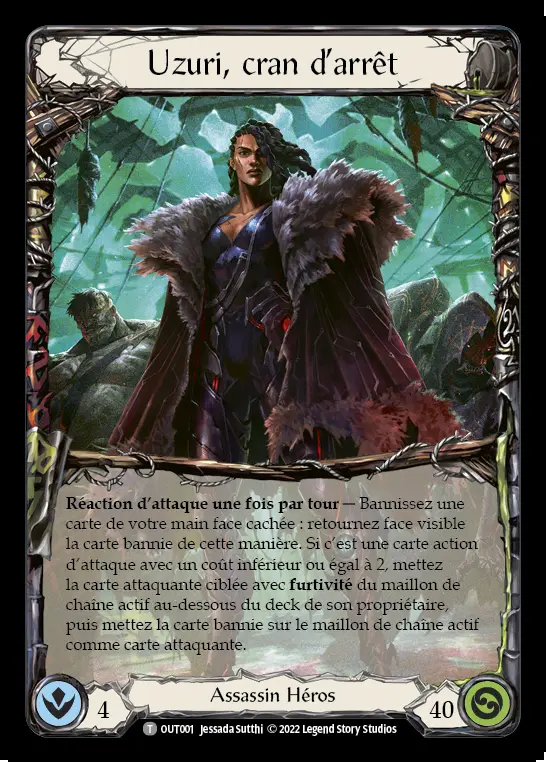 Uzuri, cran d'arrêt
Réaction d'attaque une fois par tour — Bannissez une
carte de votre main face cachée : retournez face visible
la carte bannie de cette manière. Si c'est une carte action
d'attaque avec un coût inférieur ou égal à 2, mettez
la carte attaquante ciblée avec furtivité du maillon de
chaîne actif au-dessous du deck de son propriétaire,
puis mettez la carte bannie sur le maillon de chaîne actif
comme carte attaquante.
Assassin Héros
4
40
T OUT001 Jessada Sutthi © 2022 Legend Story Studios